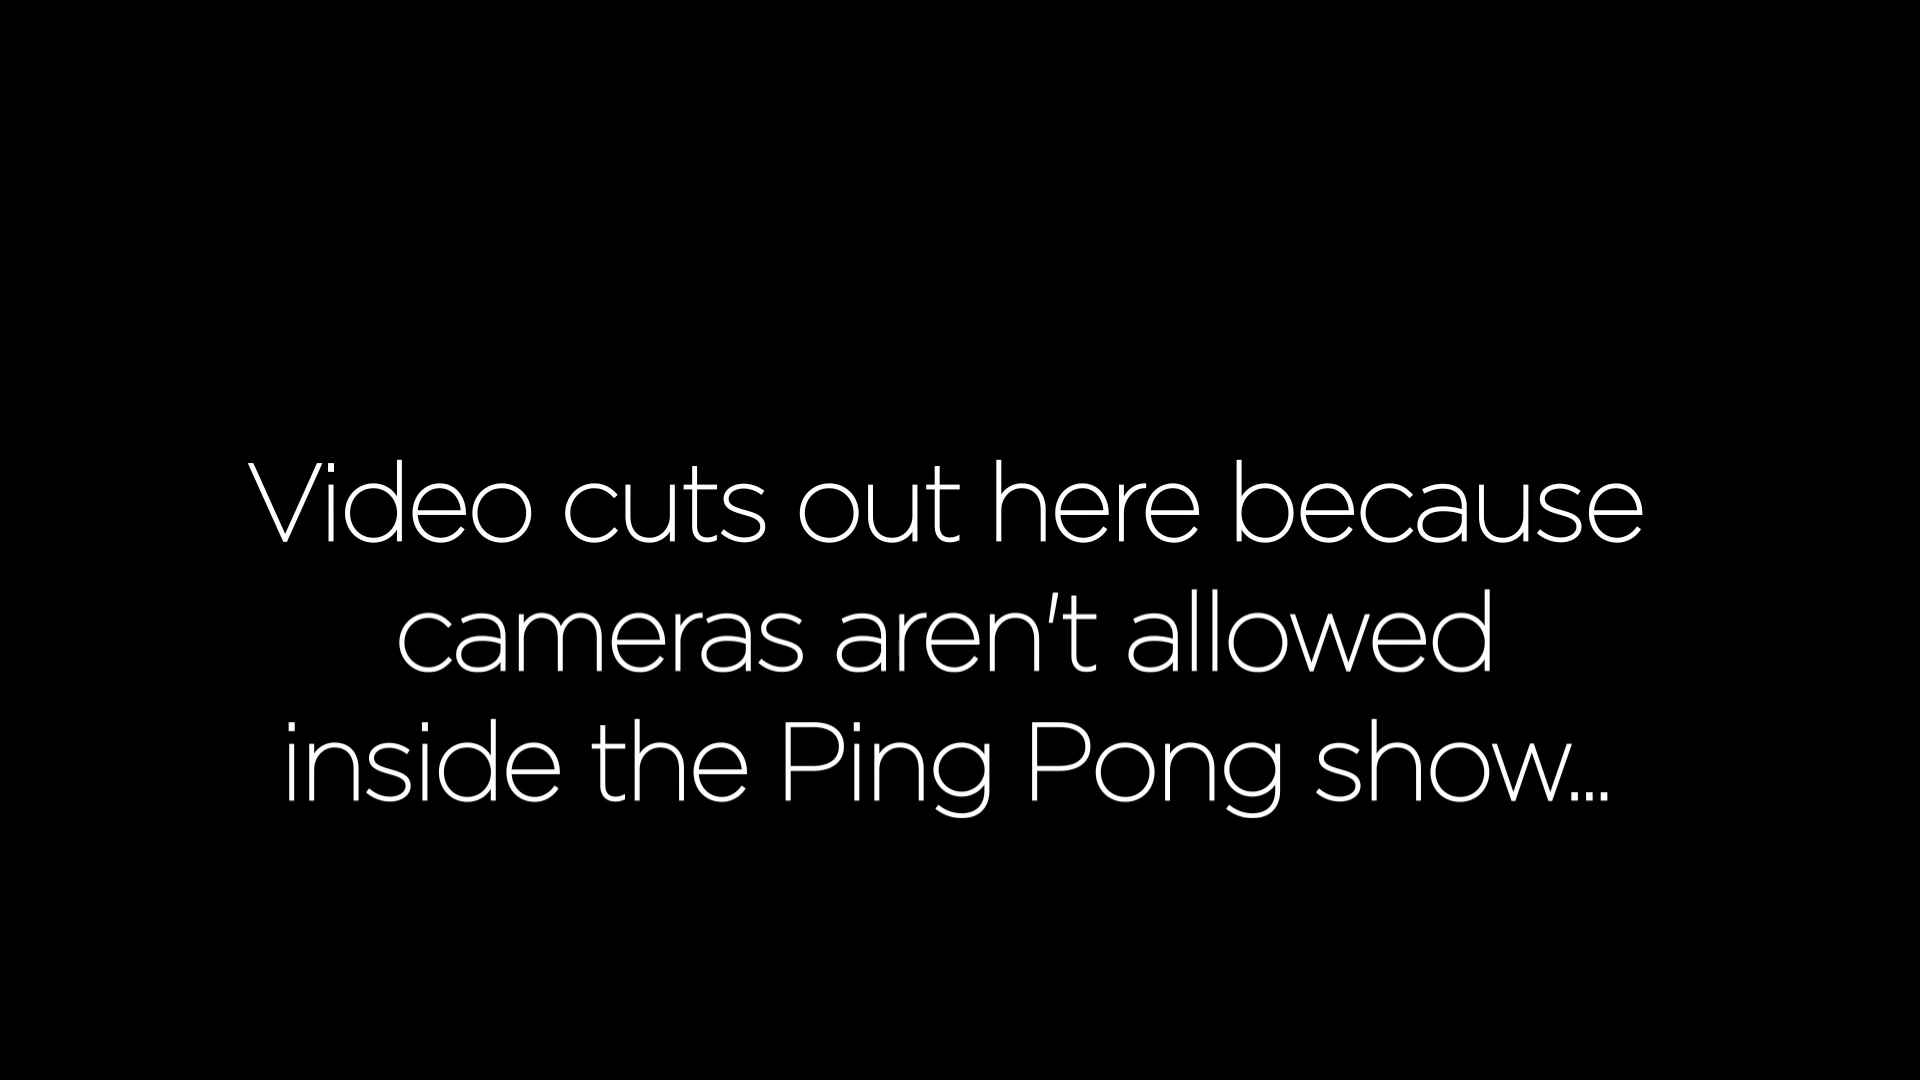 Video cuts out here because
cameras aren't allowed
inside the Ping Pong show...